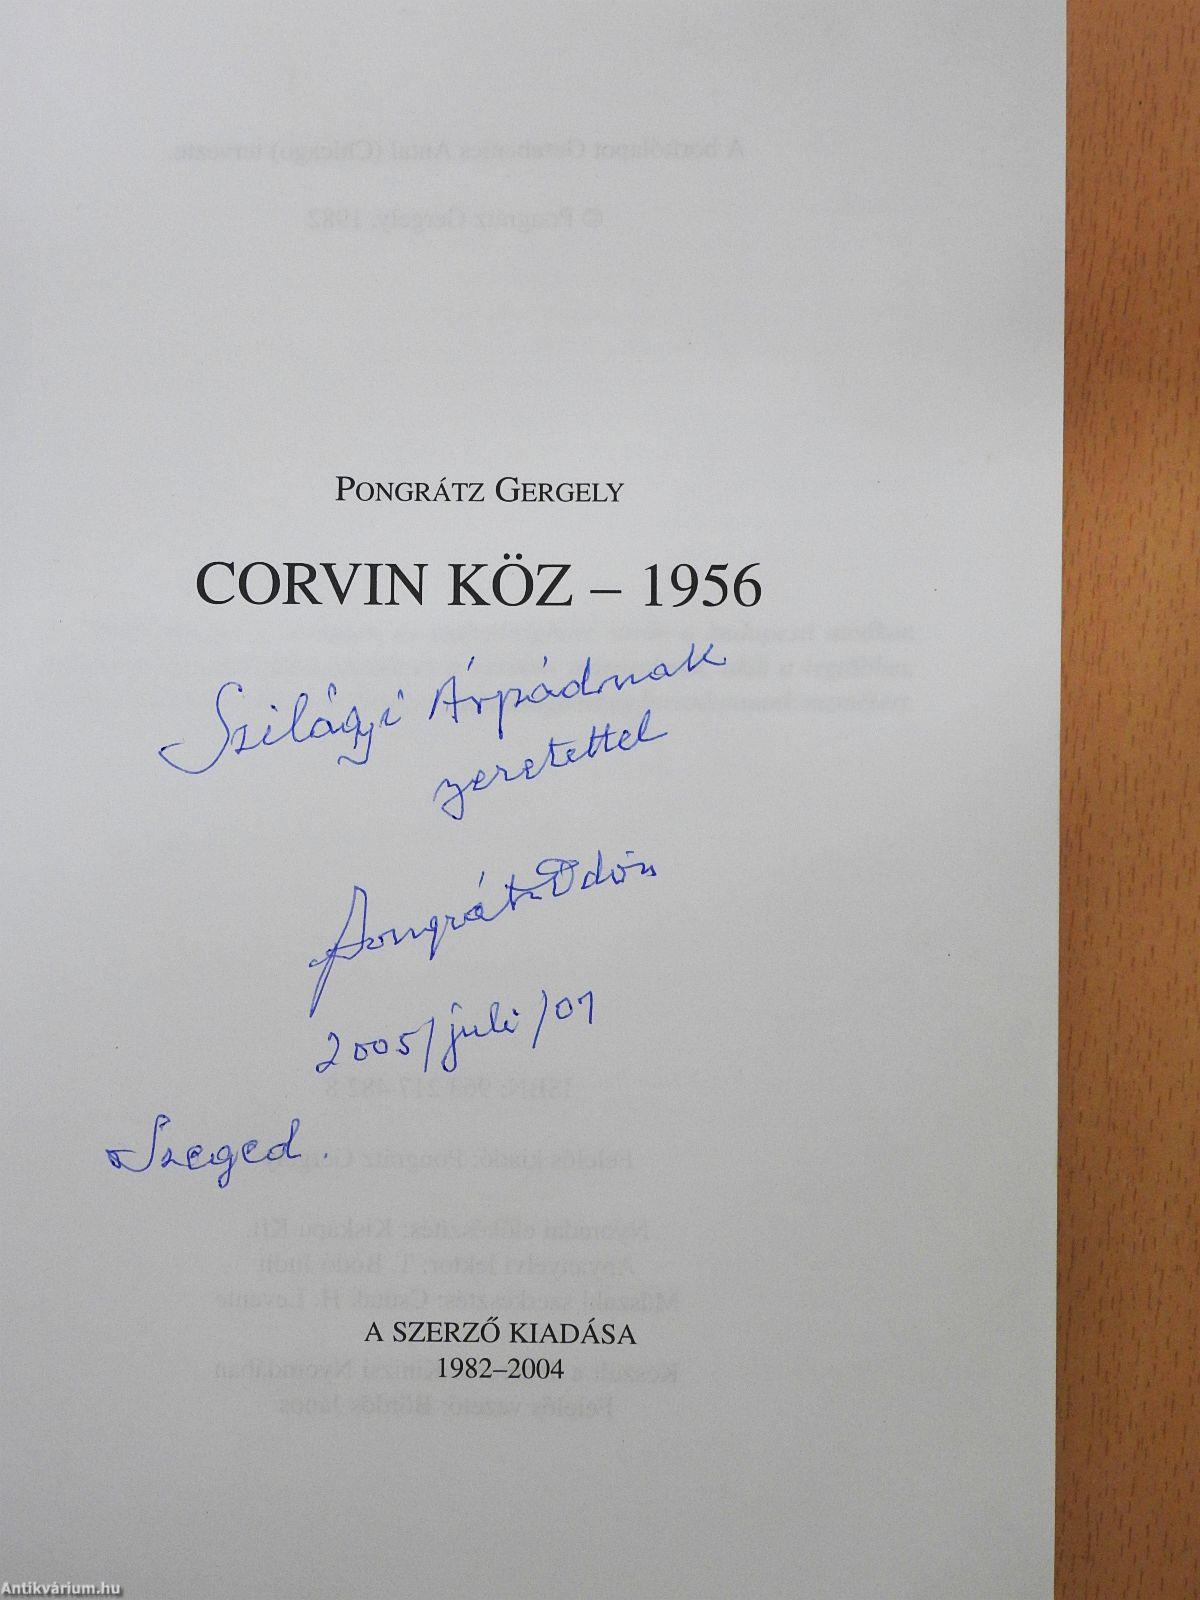 PONGRÁTZ GERGELY
CORVIN KÖZ – 1956
Szilágyi Árpádnak
szeretettel
Pongrátz Ödön
2005/juli/01
Szeged.
A SZERZŐ KIADÁSA
1982–2004
Antikvárium.hu